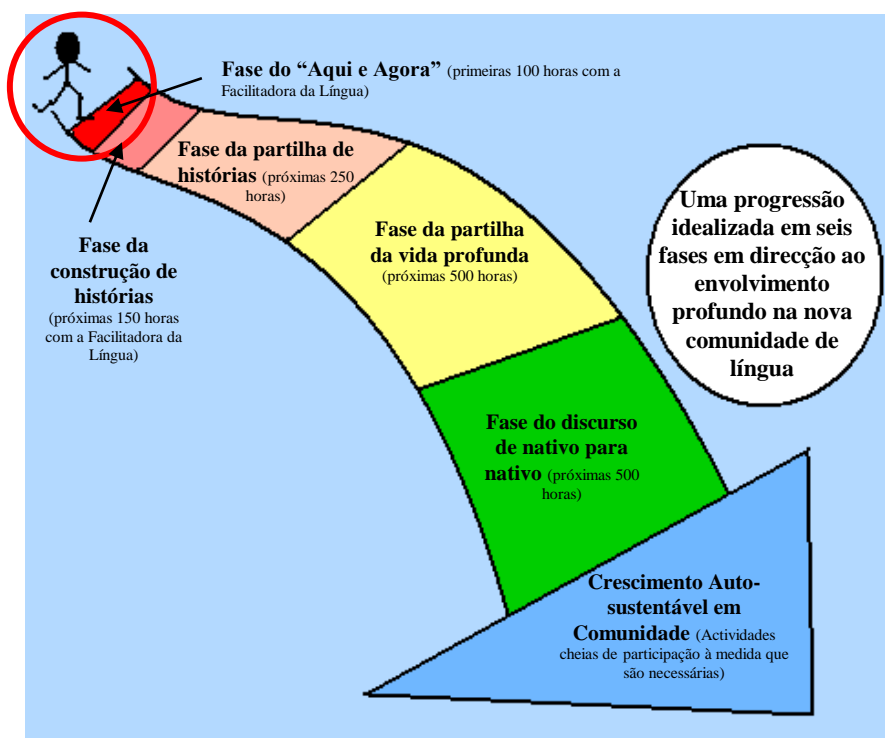 Fase do “Aqui e Agora” (primeiras 100 horas com a
Facilitadora da Língua)
Fase da partilha de
histórias (próximas 250
horas)
Fase da
construção de
histórias
(próximas 150 horas
com a Facilitadora da
Língua)
Fase da partilha
da vida profunda
(próximas 500 horas)
Uma progressão
idealizada em seis
fases em direcção ao
envolvimento
profundo na nova
comunidade de
língua
Fase do discurso
de nativo para
nativo (próximas 500
horas)
Crescimento Auto-
sustentável em
Comunidade (Actividades
cheias de participação à medida que
são necessárias)